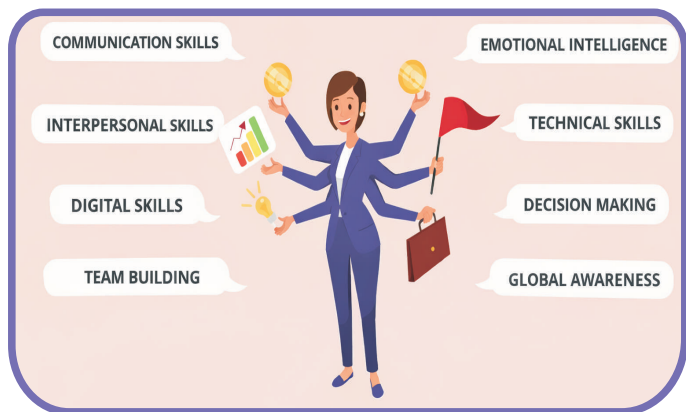 COMMUNICATION SKILLS
EMOTIONAL INTELLIGENCE
INTERPERSONAL SKILLS
TECHNICAL SKILLS
DIGITAL SKILLS
DECISION MAKING
TEAM BUILDING
GLOBAL AWARENESS